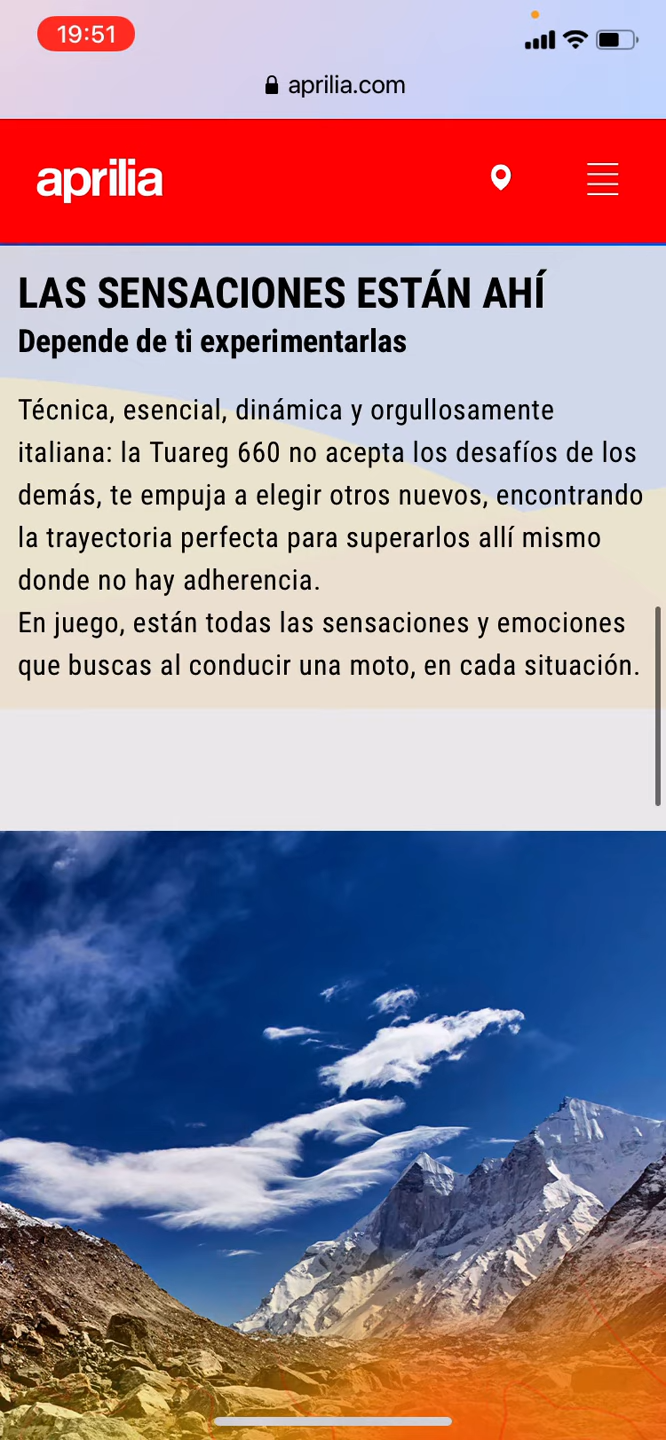 19:51
aprilia.com
aprilia
LAS SENSACIONES ESTÁN AHÍ
Depende de ti experimentarlas
Técnica, esencial, dinámica y orgullosamente
italiana: la Tuareg 660 no acepta los desafíos de los
demás, te empuja a elegir otros nuevos, encontrando
la trayectoria perfecta para superarlos allí mismo
donde no hay adherencia.
En juego, están todas las sensaciones y emociones
que buscas al conducir una moto, en cada situación.